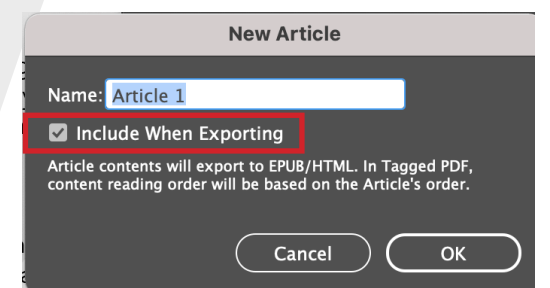 New Article
Name: Article 1
Include When Exporting
Article contents will export to EPUB/HTML. In Tagged PDF,
content reading order will be based on the Article's order.
Cancel
OK